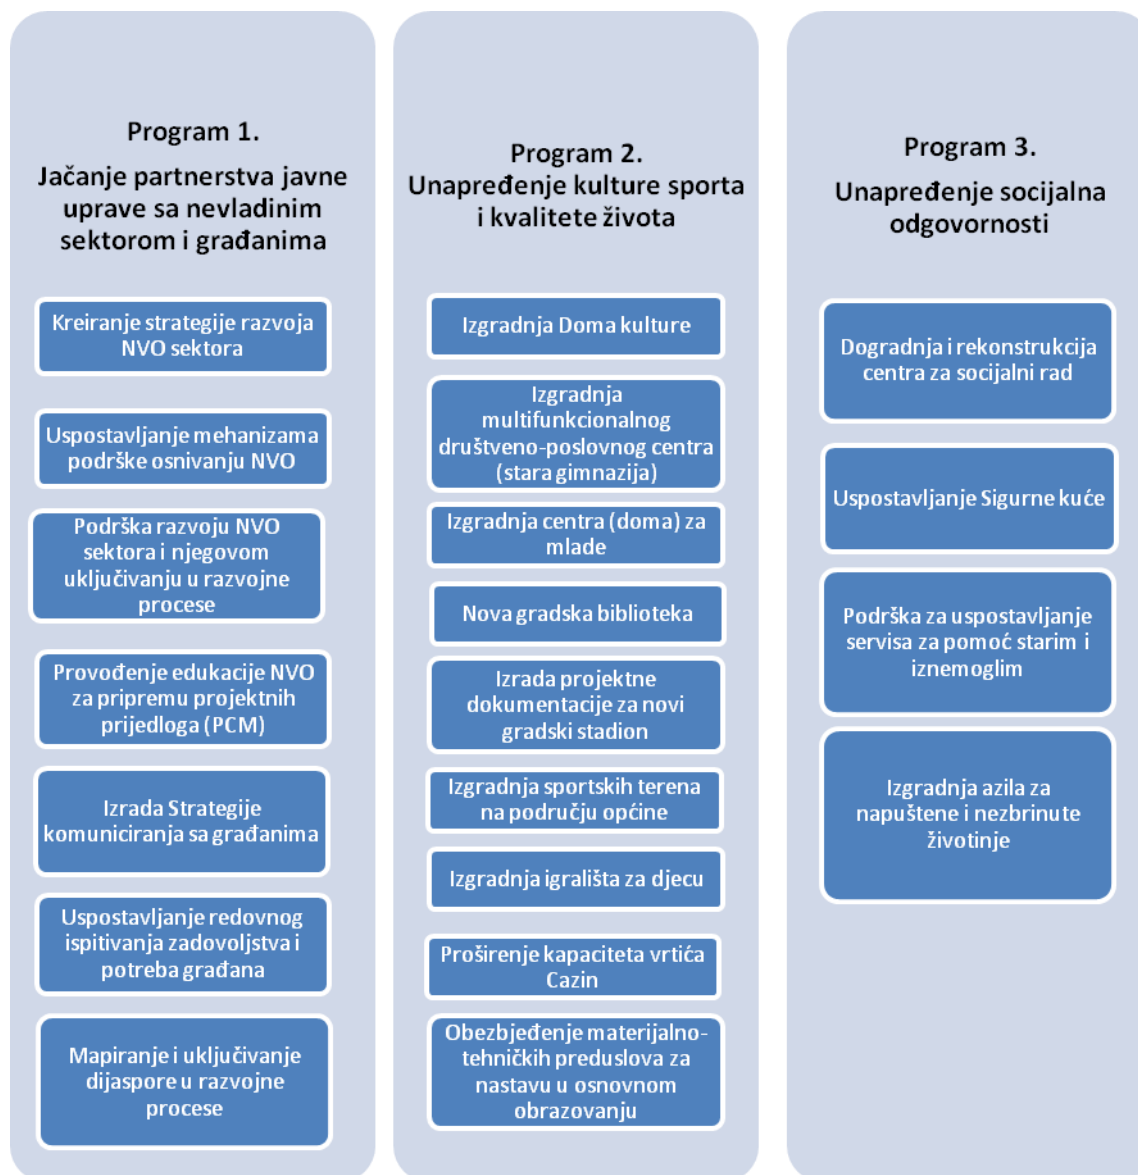 Program 1.
Jačanje partnerstva javne
uprave sa nevladinim
sektorom i građanima
Kreiranje strategije razvoja
NVO sektora
Uspostavljanje mehanizama
podrške osnivanju NVO
Podrška razvoju NVO
sektora i njegovom
uključivanju u razvojne
procese
Provođenje edukacije NVO
za pripremu projektnih
prijedloga (PCM)
Izrada Strategije
komuniciranja sa građanima
Uspostavljanje redovnog
ispitivanja zadovoljstva i
potreba građana
Mapiranje i uključivanje
dijaspore u razvojne
procese
Program 2.
Unapređenje kulture sporta
i kvalitete života
Izgradnja Doma kulture
Izgradnja
multifunkcionalnog
društveno-poslovnog centra
(stara gimnazija)
Izgradnja centra (doma) za
mlade
Nova gradska biblioteka
Izrada projektne
dokumentacije za novi
gradski stadion
Izgradnja sportskih terena
na području općine
Izgradnja igrališta za djecu
Proširenje kapaciteta vrtića
Cazin
Obezbjeđenje materijalno-
tehničkih preduslova za
nastavu u osnovnom
obrazovanju
Program 3.
Unapređenje socijalna
odgovornosti
Dogradnja i rekonstrukcija
centra za socijalni rad
Uspostavljanje Sigurne kuće
Podrška za uspostavljanje
servisa za pomoć starim i
iznemoglim
Izgradnja azila za
napuštene i nezbrinute
životinje